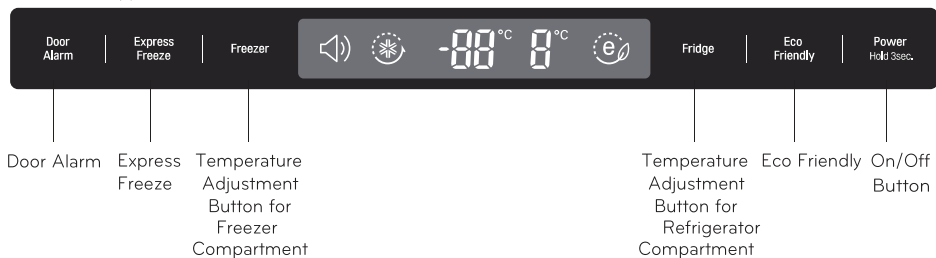 Door
Alarm
Express
Freeze
Freezer
-88°C 8°C
e
Fridge
Eco
Friendly
Power
Hold 3sec.
Door Alarm
Express
Freeze
Temperature
Adjustment
Button for
Freezer
Compartment
Temperature
Adjustment
Button for
Refrigerator
Compartment
Eco Friendly
On/Off
Button